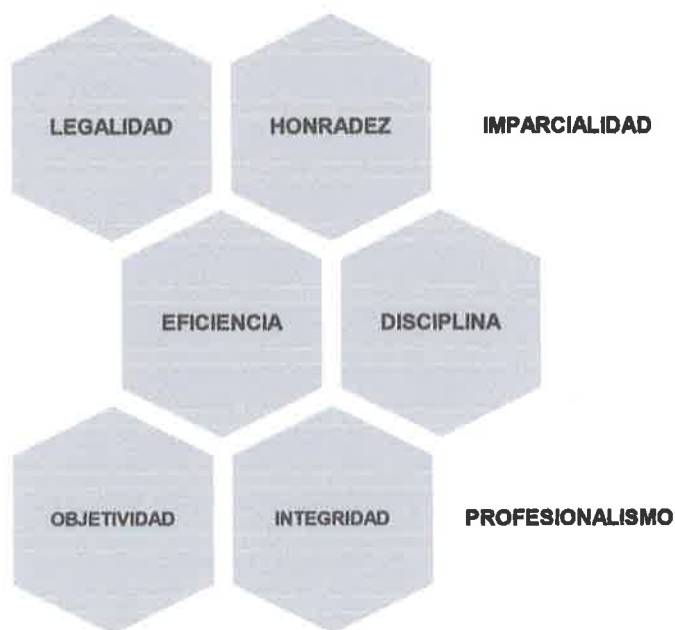 LEGALIDAD HONRADEZ IMPARCIALIDAD
EFICIENCIA DISCIPLINA
OBJETIVIDAD INTEGRIDAD PROFESIONALISMO